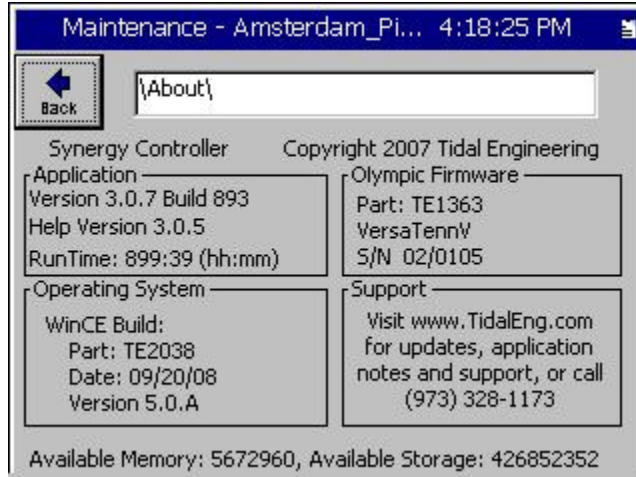 Maintenance - Amsterdam_Pi... 4:18:25 PM
Back
\About\
Synergy Controller Copyright 2007 Tidal Engineering
Application
Version 3.0.7 Build 893
Help Version 3.0.5
RunTime: 899:39 (hh:mm)
Olympic Firmware
Part: TE1363
VersaTennV
S/N 02/0105
Operating System
WinCE Build:
Part: TE2038
Date: 09/20/08
Version 5.0.A
Support
Visit www.TidalEng.com
for updates, application
notes and support, or call
(973) 328-1173
Available Memory: 5672960, Available Storage: 426852352